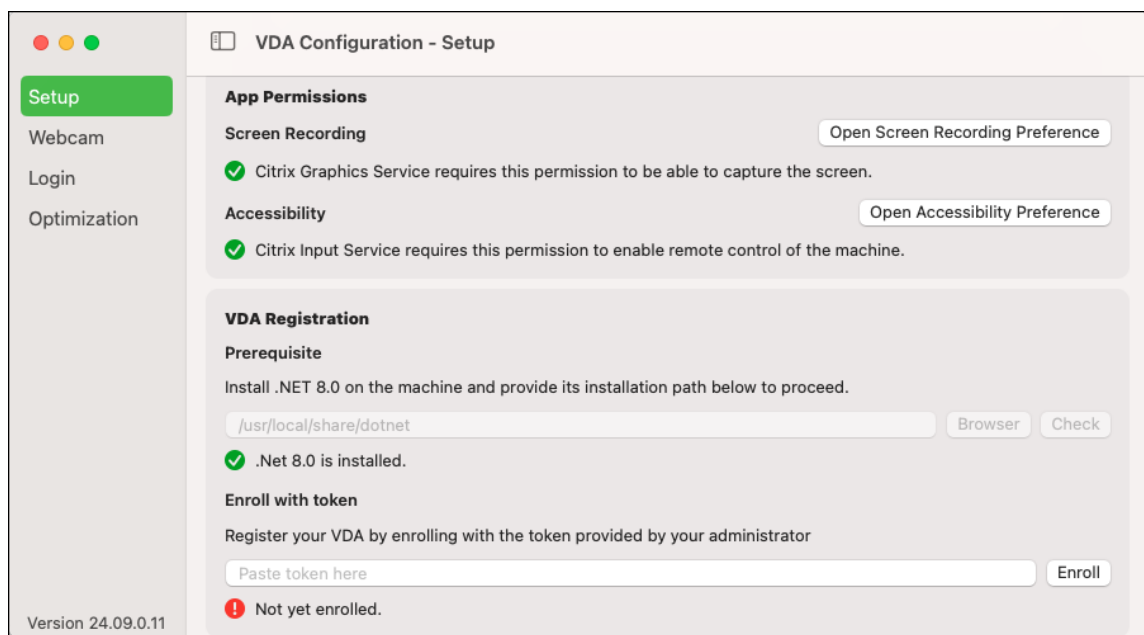 VDA Configuration - Setup
Setup
Webcam
Login
Optimization
Version 24.09.0.11
App Permissions
Screen Recording
Open Screen Recording Preference
Citrix Graphics Service requires this permission to be able to capture the screen.
Accessibility
Open Accessibility Preference
Citrix Input Service requires this permission to enable remote control of the machine.
VDA Registration
Prerequisite
Install .NET 8.0 on the machine and provide its installation path below to proceed.
/usr/local/share/dotnet
Browser
Check
.Net 8.0 is installed.
Enroll with token
Register your VDA by enrolling with the token provided by your administrator
Paste token here
Enroll
Not yet enrolled.